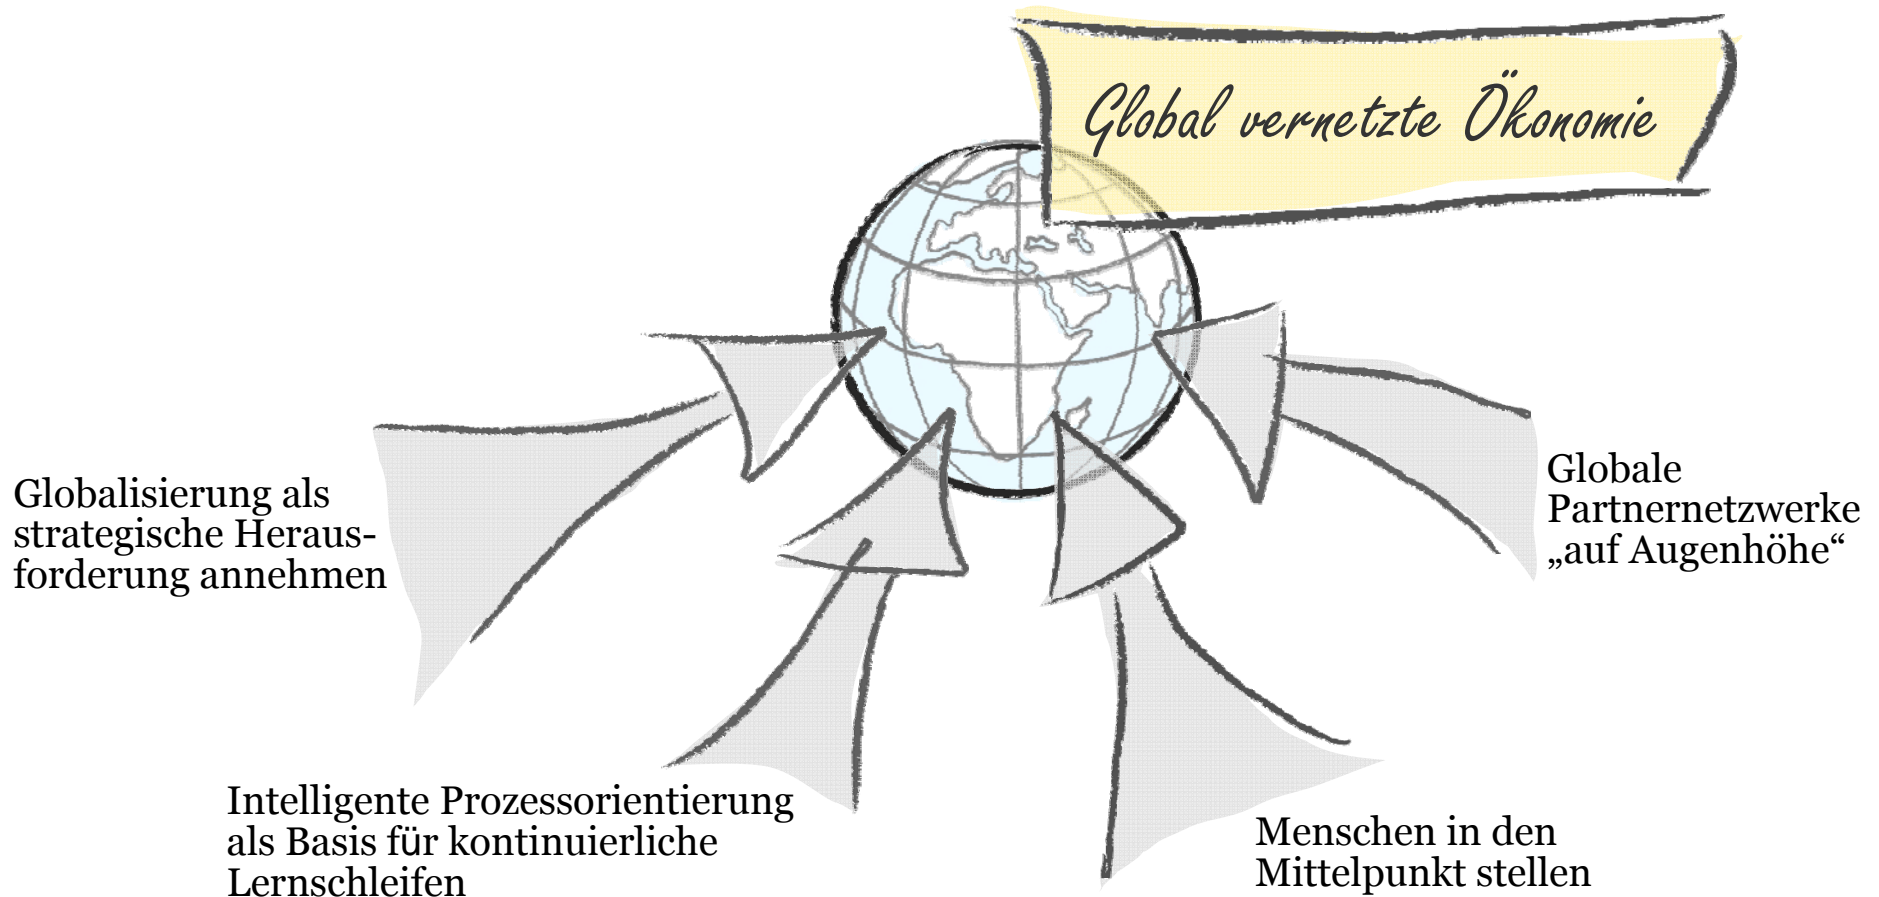 Global vernetzte Ökonomie
Globalisierung als
strategische Heraus-
forderung annehmen
Intelligente Prozessorientierung
als Basis für kontinuierliche
Lernschleifen
Menschen in den
Mittelpunkt stellen
Globale
Partnernetzwerke
„auf Augenhöhe“